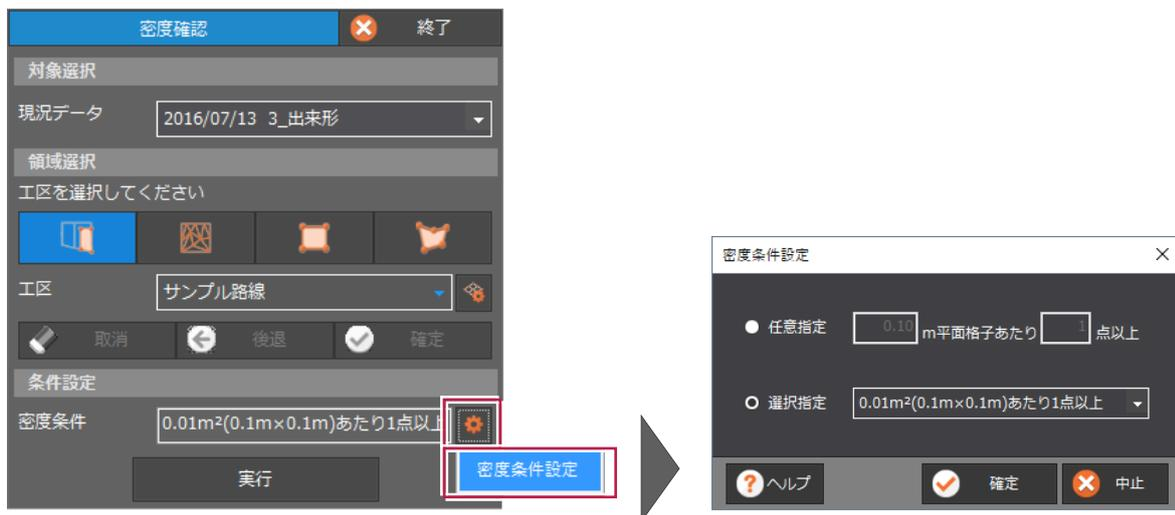 密度確認
終了
対象選択
現況データ
2016/07/13 3_出来形
領域選択
工区を選択してください
工区
サンプル路線
取消
後退
確定
条件設定
密度条件
0.01m²(0.1m×0.1m)あたり1点以上
実行
密度条件設定
密度条件設定
任意指定
0.10 m平面格子あたり 1 点以上
選択指定
0.01m²(0.1m×0.1m)あたり1点以上
ヘルプ
確定
中止